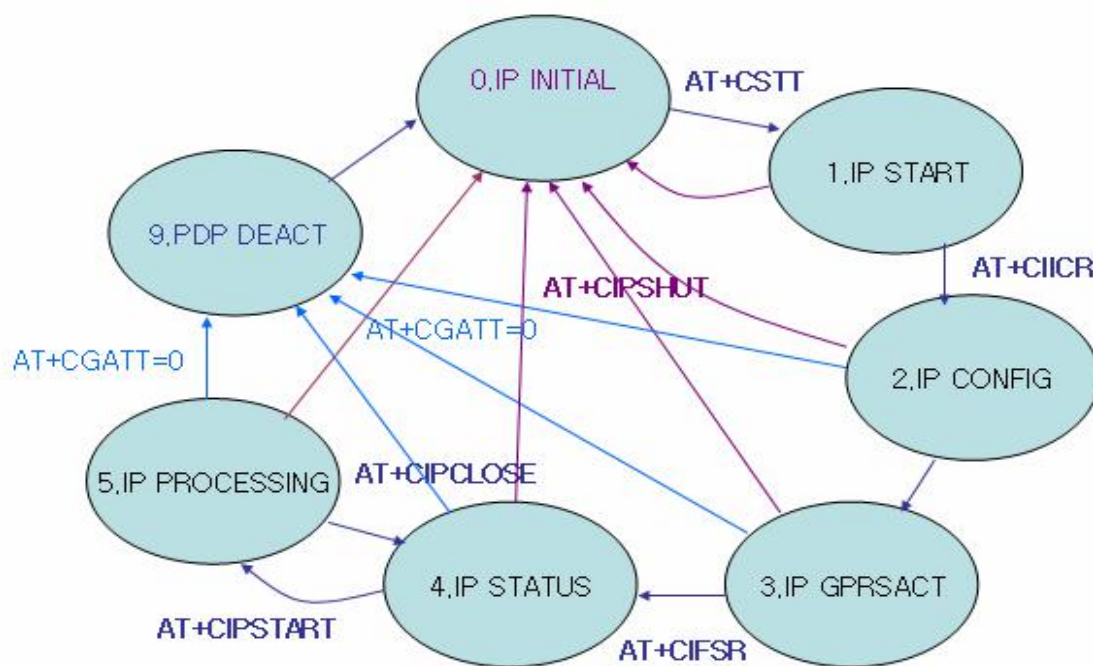 0,IP INITIAL
AT+CSTT
1,IP START
9,PDP DEACT
AT+CIICR
AT+CIPSHUT
AT+CGATT=0
AT+CGATT=0
2,IP CONFIG
5,IP PROCESSING
AT+CIPCLOSE
4,IP STATUS
3,IP GPRSACT
AT+CIPSTART
AT+CIFSR